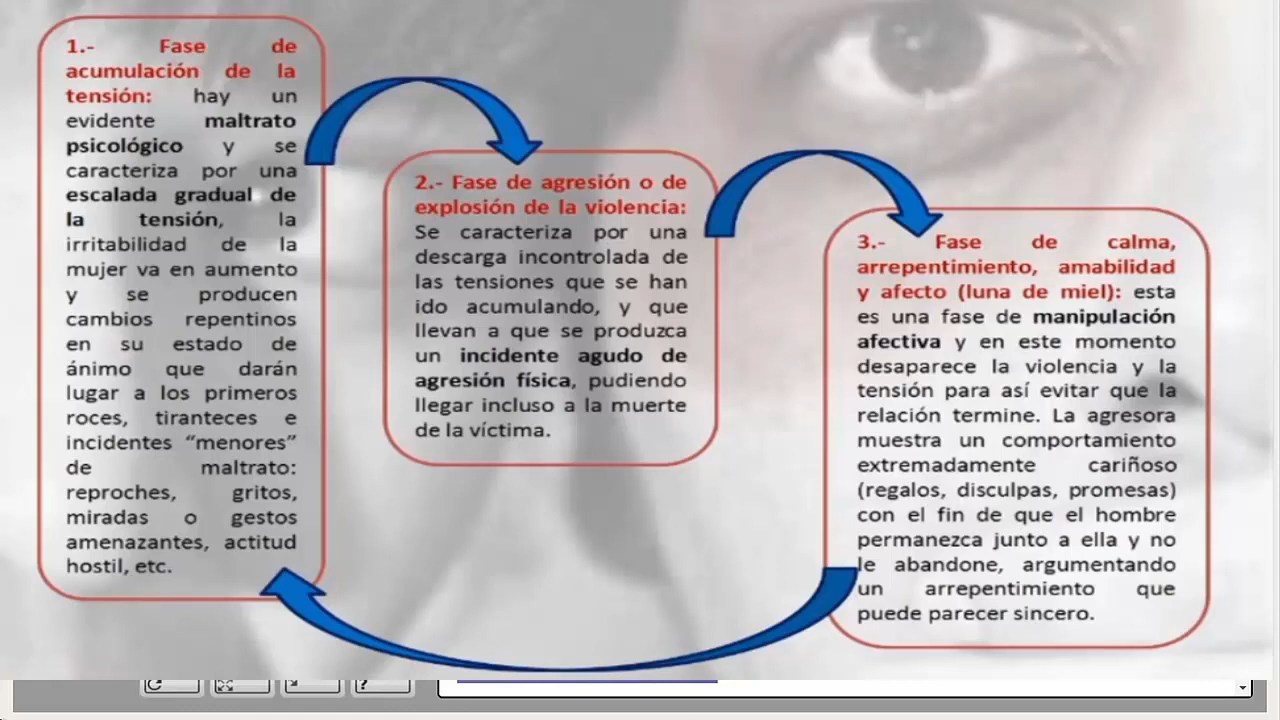 1.- Fase de
acumulación de la
tensión: hay un
evidente maltrato
psicológico y se
caracteriza por una
escalada gradual de
la tensión, la
irritabilidad de la
mujer va en aumento
y se producen
cambios repentinos
en su estado de
ánimo que darán
lugar a los primeros
roces, tiranteces e
incidentes “menores”
de maltrato:
reproches, gritos,
miradas o gestos
amenazantes, actitud
hostil, etc.
2.- Fase de agresión o de
explosión de la violencia:
Se caracteriza por una
descarga incontrolada de
las tensiones que se han
ido acumulando, y que
llevan a que se produzca
un incidente agudo de
agresión física, pudiendo
llegar incluso a la muerte
de la víctima.
3.- Fase de calma,
arrepentimiento, amabilidad
y afecto (luna de miel): esta
es una fase de manipulación
afectiva y en este momento
desaparece la violencia y la
tensión para así evitar que la
relación termine. La agresora
muestra un comportamiento
extremadamente cariñoso
(regalos, disculpas, promesas)
con el fin de que el hombre
permanezca junto a ella y no
le abandone, argumentando
un arrepentimiento que
puede parecer sincero.
?